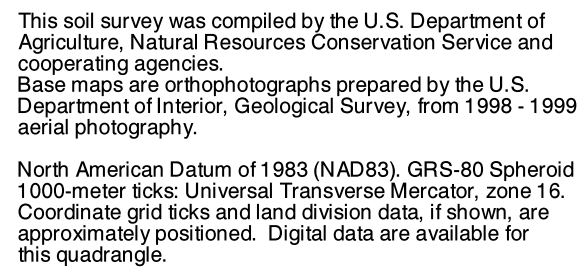 This soil survey was compiled by the U.S. Department of
Agriculture, Natural Resources Conservation Service and
cooperating agencies.
Base maps are orthophotographs prepared by the U.S.
Department of Interior, Geological Survey, from 1998 - 1999
aerial photography.

North American Datum of 1983 (NAD83). GRS-80 Spheroid
1000-meter ticks: Universal Transverse Mercator, zone 16.
Coordinate grid ticks and land division data, if shown, are
approximately positioned.  Digital data are available for
this quadrangle.